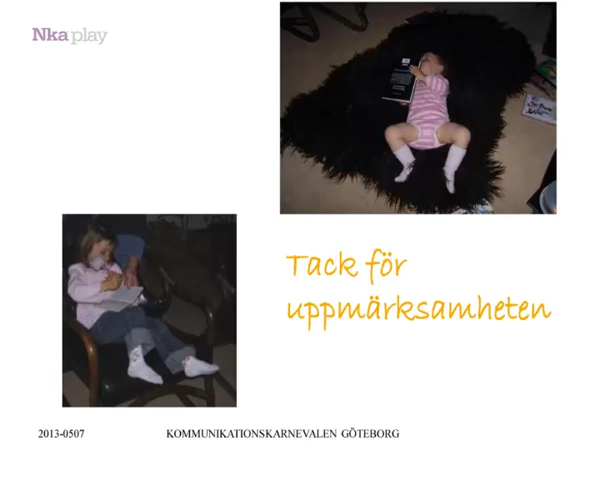 Nka play
Tack för
uppmärksamheten
2013-0507 KOMMUNIKATIONSKARNEVALEN GÖTEBORG